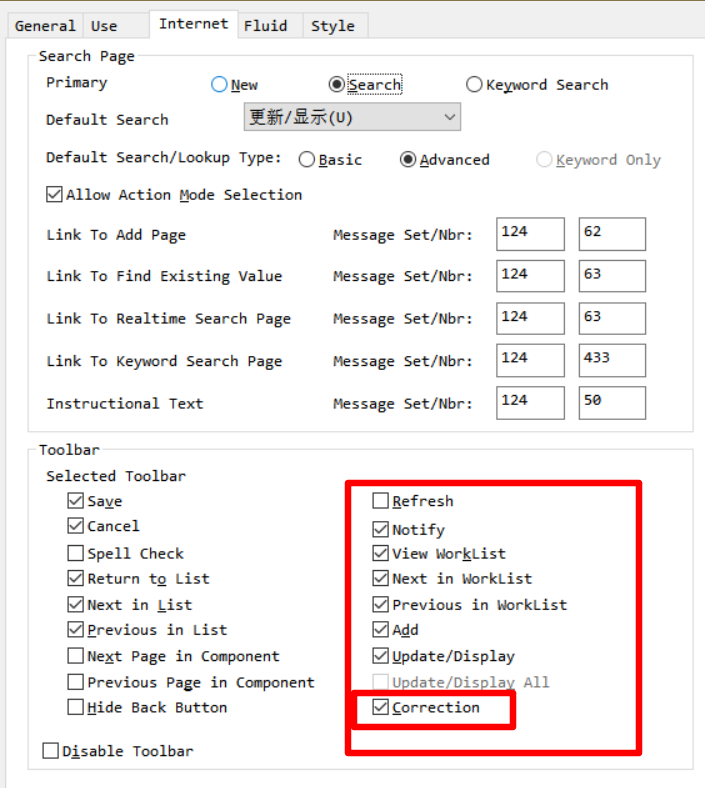 General Use Internet Fluid Style
Search Page
Primary New Search Keyword Search
Default Search 更新/显示(U)
Default Search/Lookup Type: Basic Advanced Keyword Only
Allow Action Mode Selection
Link To Add Page Message Set/Nbr: 124 62
Link To Find Existing Value Message Set/Nbr: 124 63
Link To Realtime Search Page Message Set/Nbr: 124 63
Link To Keyword Search Page Message Set/Nbr: 124 433
Instructional Text Message Set/Nbr: 124 50
Toolbar
Selected Toolbar
Save Refresh
Cancel Notify
Spell Check View WorkList
Return to List Next in WorkList
Next in List Previous in WorkList
Previous in List Add
Next Page in Component Update/Display
Previous Page in Component Update/Display All
Hide Back Button Correction
Disable Toolbar